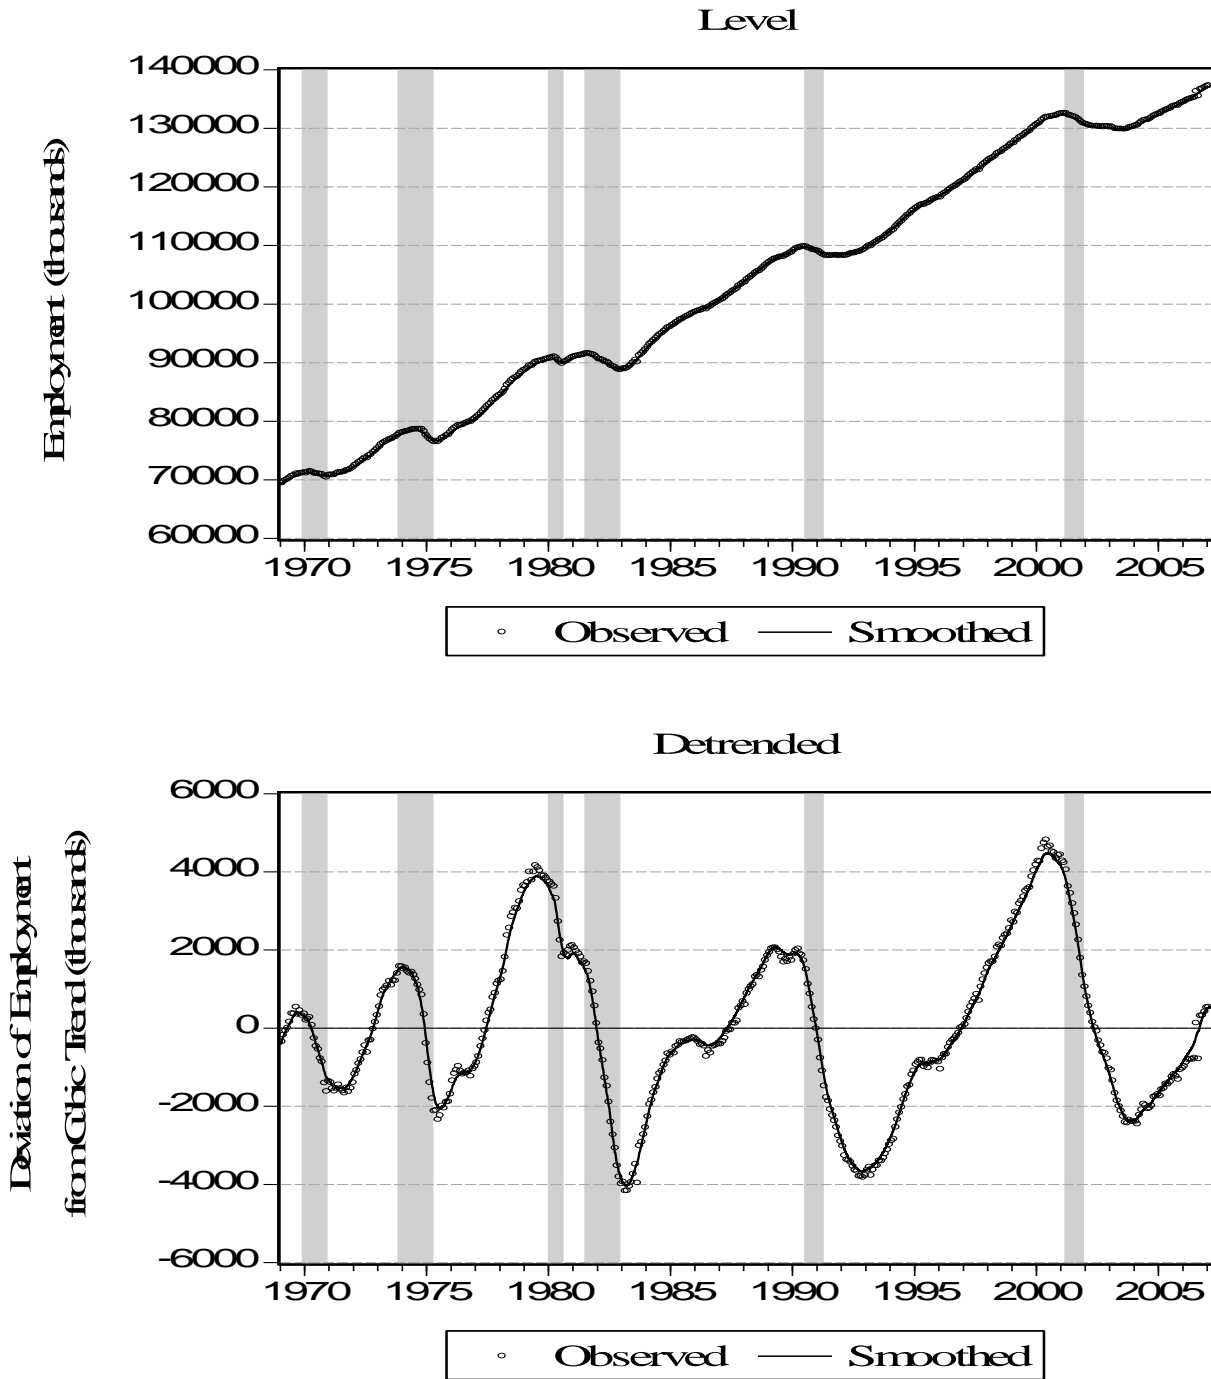 Level
Employment (thousands)
140000
130000
120000
110000
100000
90000
80000
70000
60000
1970 1975 1980 1985 1990 1995 2000 2005
Observed Smoothed
Detrended
Deviation of Employment
from Cubic Trend (thousands)
6000
4000
2000
0
-2000
-4000
-6000
1970 1975 1980 1985 1990 1995 2000 2005
Observed Smoothed